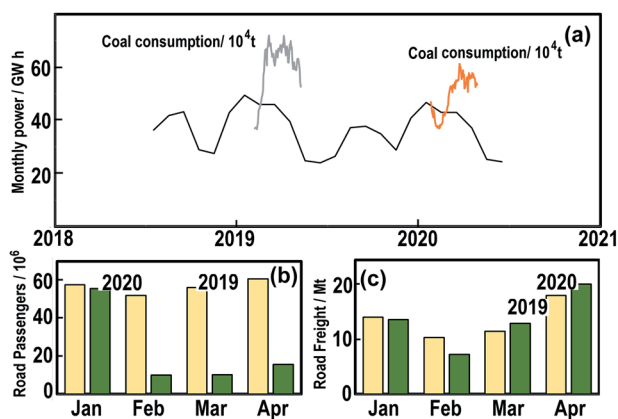 Coal consumption/ 10⁴t
(a)
Coal consumption/ 10⁴t
Monthly power / GW h
60
40
20
2018
2019
2020
2021
Road Passengers / 10⁶
60
40
20
0
2020
2019
(b)
Jan
Feb
Mar
Apr
Road Freight / Mt
20
10
0
(c)
2019
2020
Jan
Feb
Mar
Apr